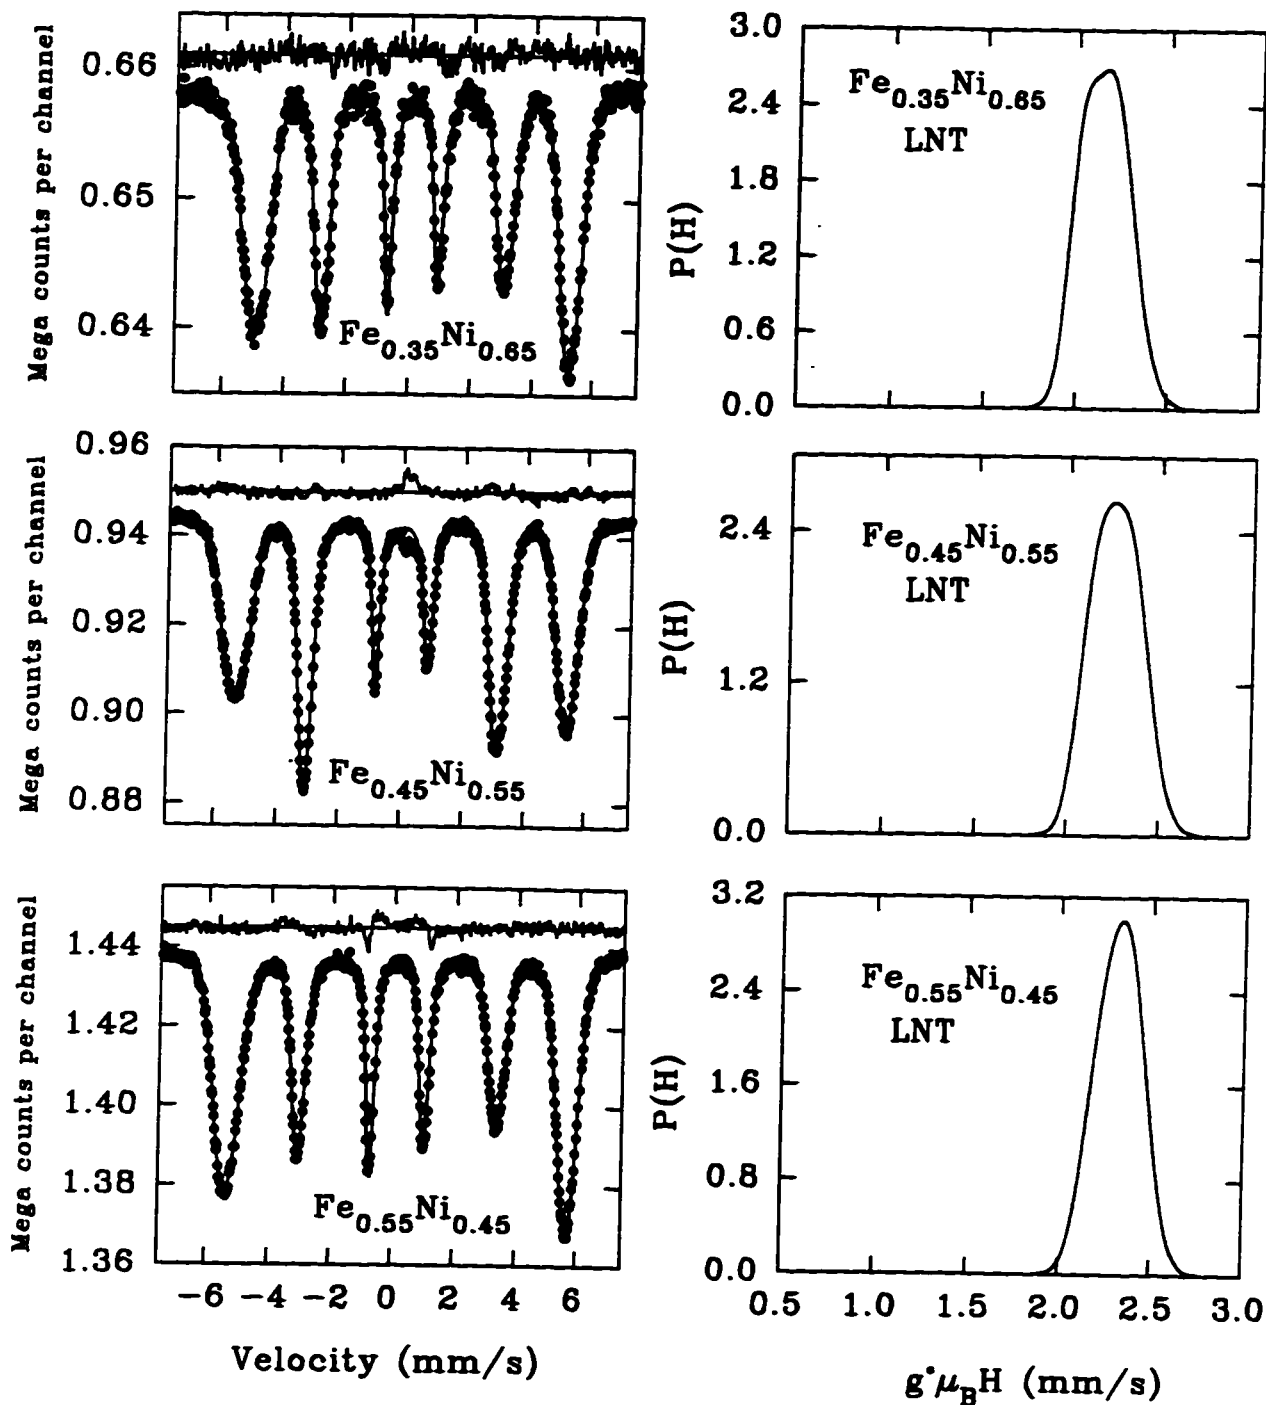 Mega counts per channel
0.66
0.65
0.64
Fe0.35Ni0.65
P(H)
3.0
2.4
1.8
1.2
0.6
0.0
Fe0.35Ni0.65
LNT
Mega counts per channel
0.96
0.94
0.92
0.90
0.88
Fe0.45Ni0.55
P(H)
2.4
1.2
0.0
Fe0.45Ni0.55
LNT
Mega counts per channel
1.44
1.42
1.40
1.38
1.36
Fe0.55Ni0.45
-6 -4 -2 0 2 4 6
Velocity (mm/s)
P(H)
3.2
2.4
1.6
0.8
0.0
Fe0.55Ni0.45
LNT
0.5 1.0 1.5 2.0 2.5 3.0
g*μBH (mm/s)